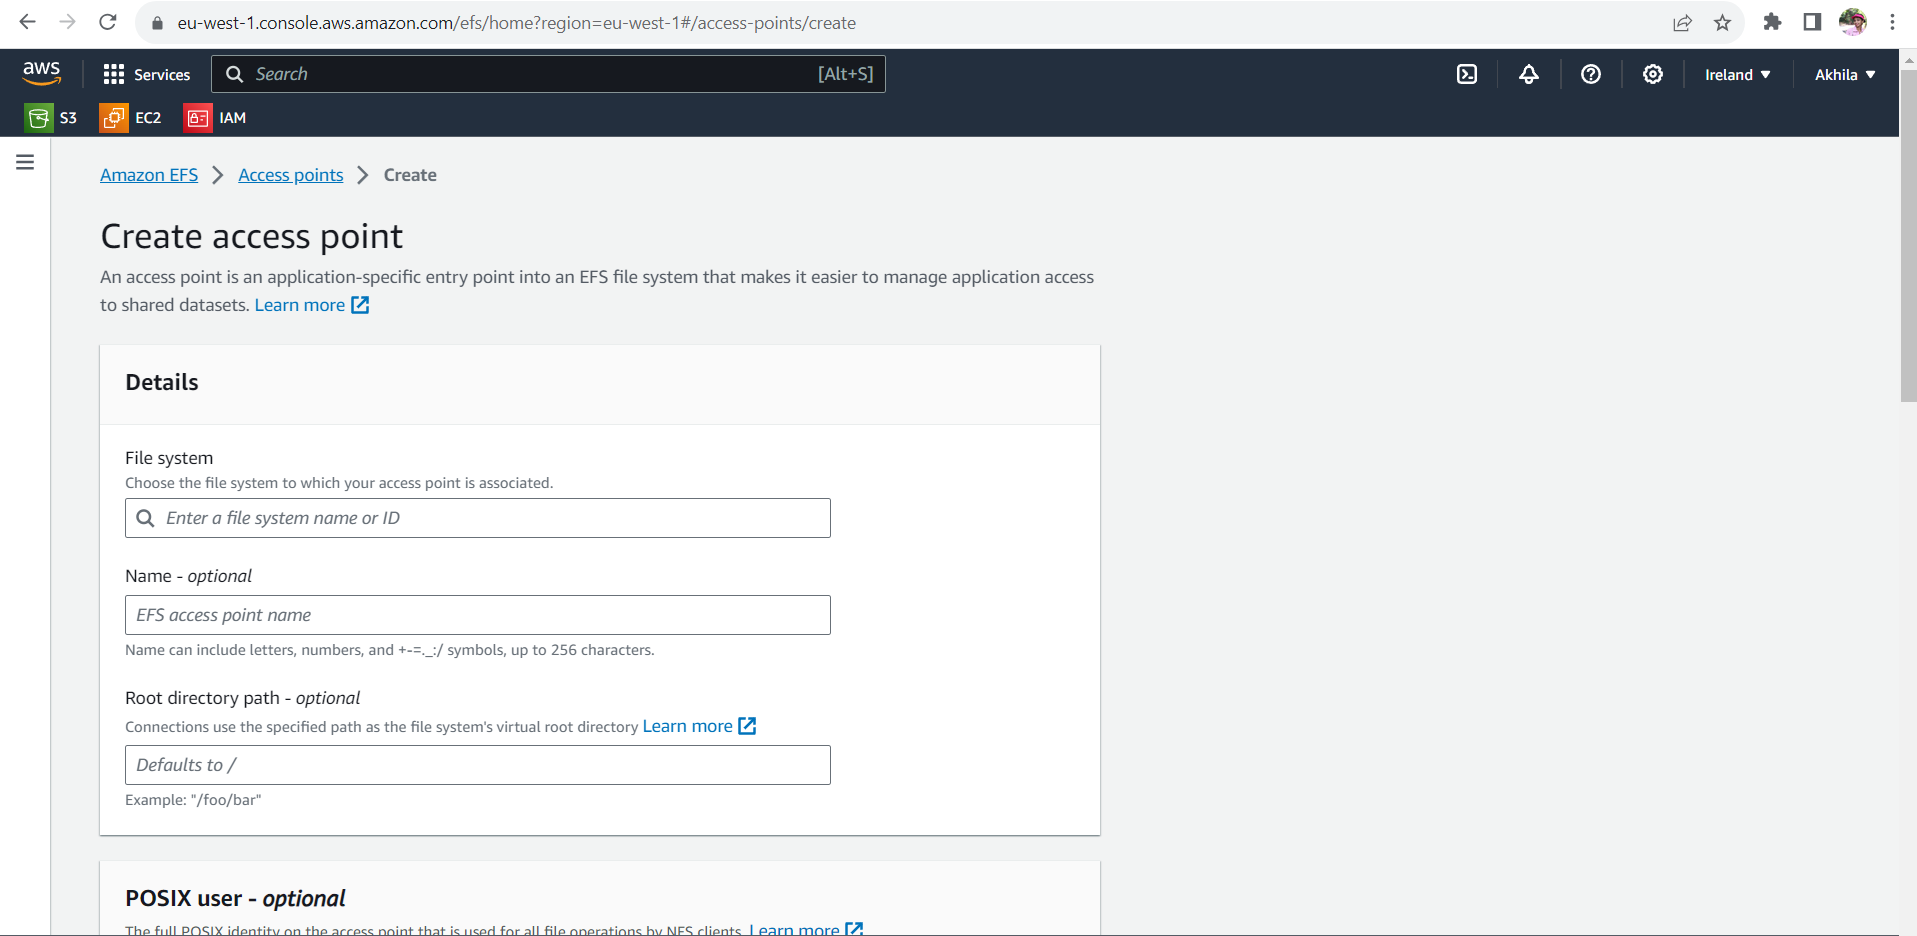 eu-west-1.console.aws.amazon.com/efs/home?region=eu-west-1#/access-points/create
aws
Services
Search
[Alt+S]
Ireland
Akhila
S3
EC2
IAM
Amazon EFS
Access points
Create
Create access point
An access point is an application-specific entry point into an EFS file system that makes it easier to manage application access
to shared datasets. Learn more
Details
File system
Choose the file system to which your access point is associated.
Enter a file system name or ID
Name - optional
EFS access point name
Name can include letters, numbers, and +-=._:/ symbols, up to 256 characters.
Root directory path - optional
Connections use the specified path as the file system's virtual root directory Learn more
Defaults to /
Example: "/foo/bar"
POSIX user - optional
The full POSIX identity on the access point that is used for all file operations by NFS clients. Learn more